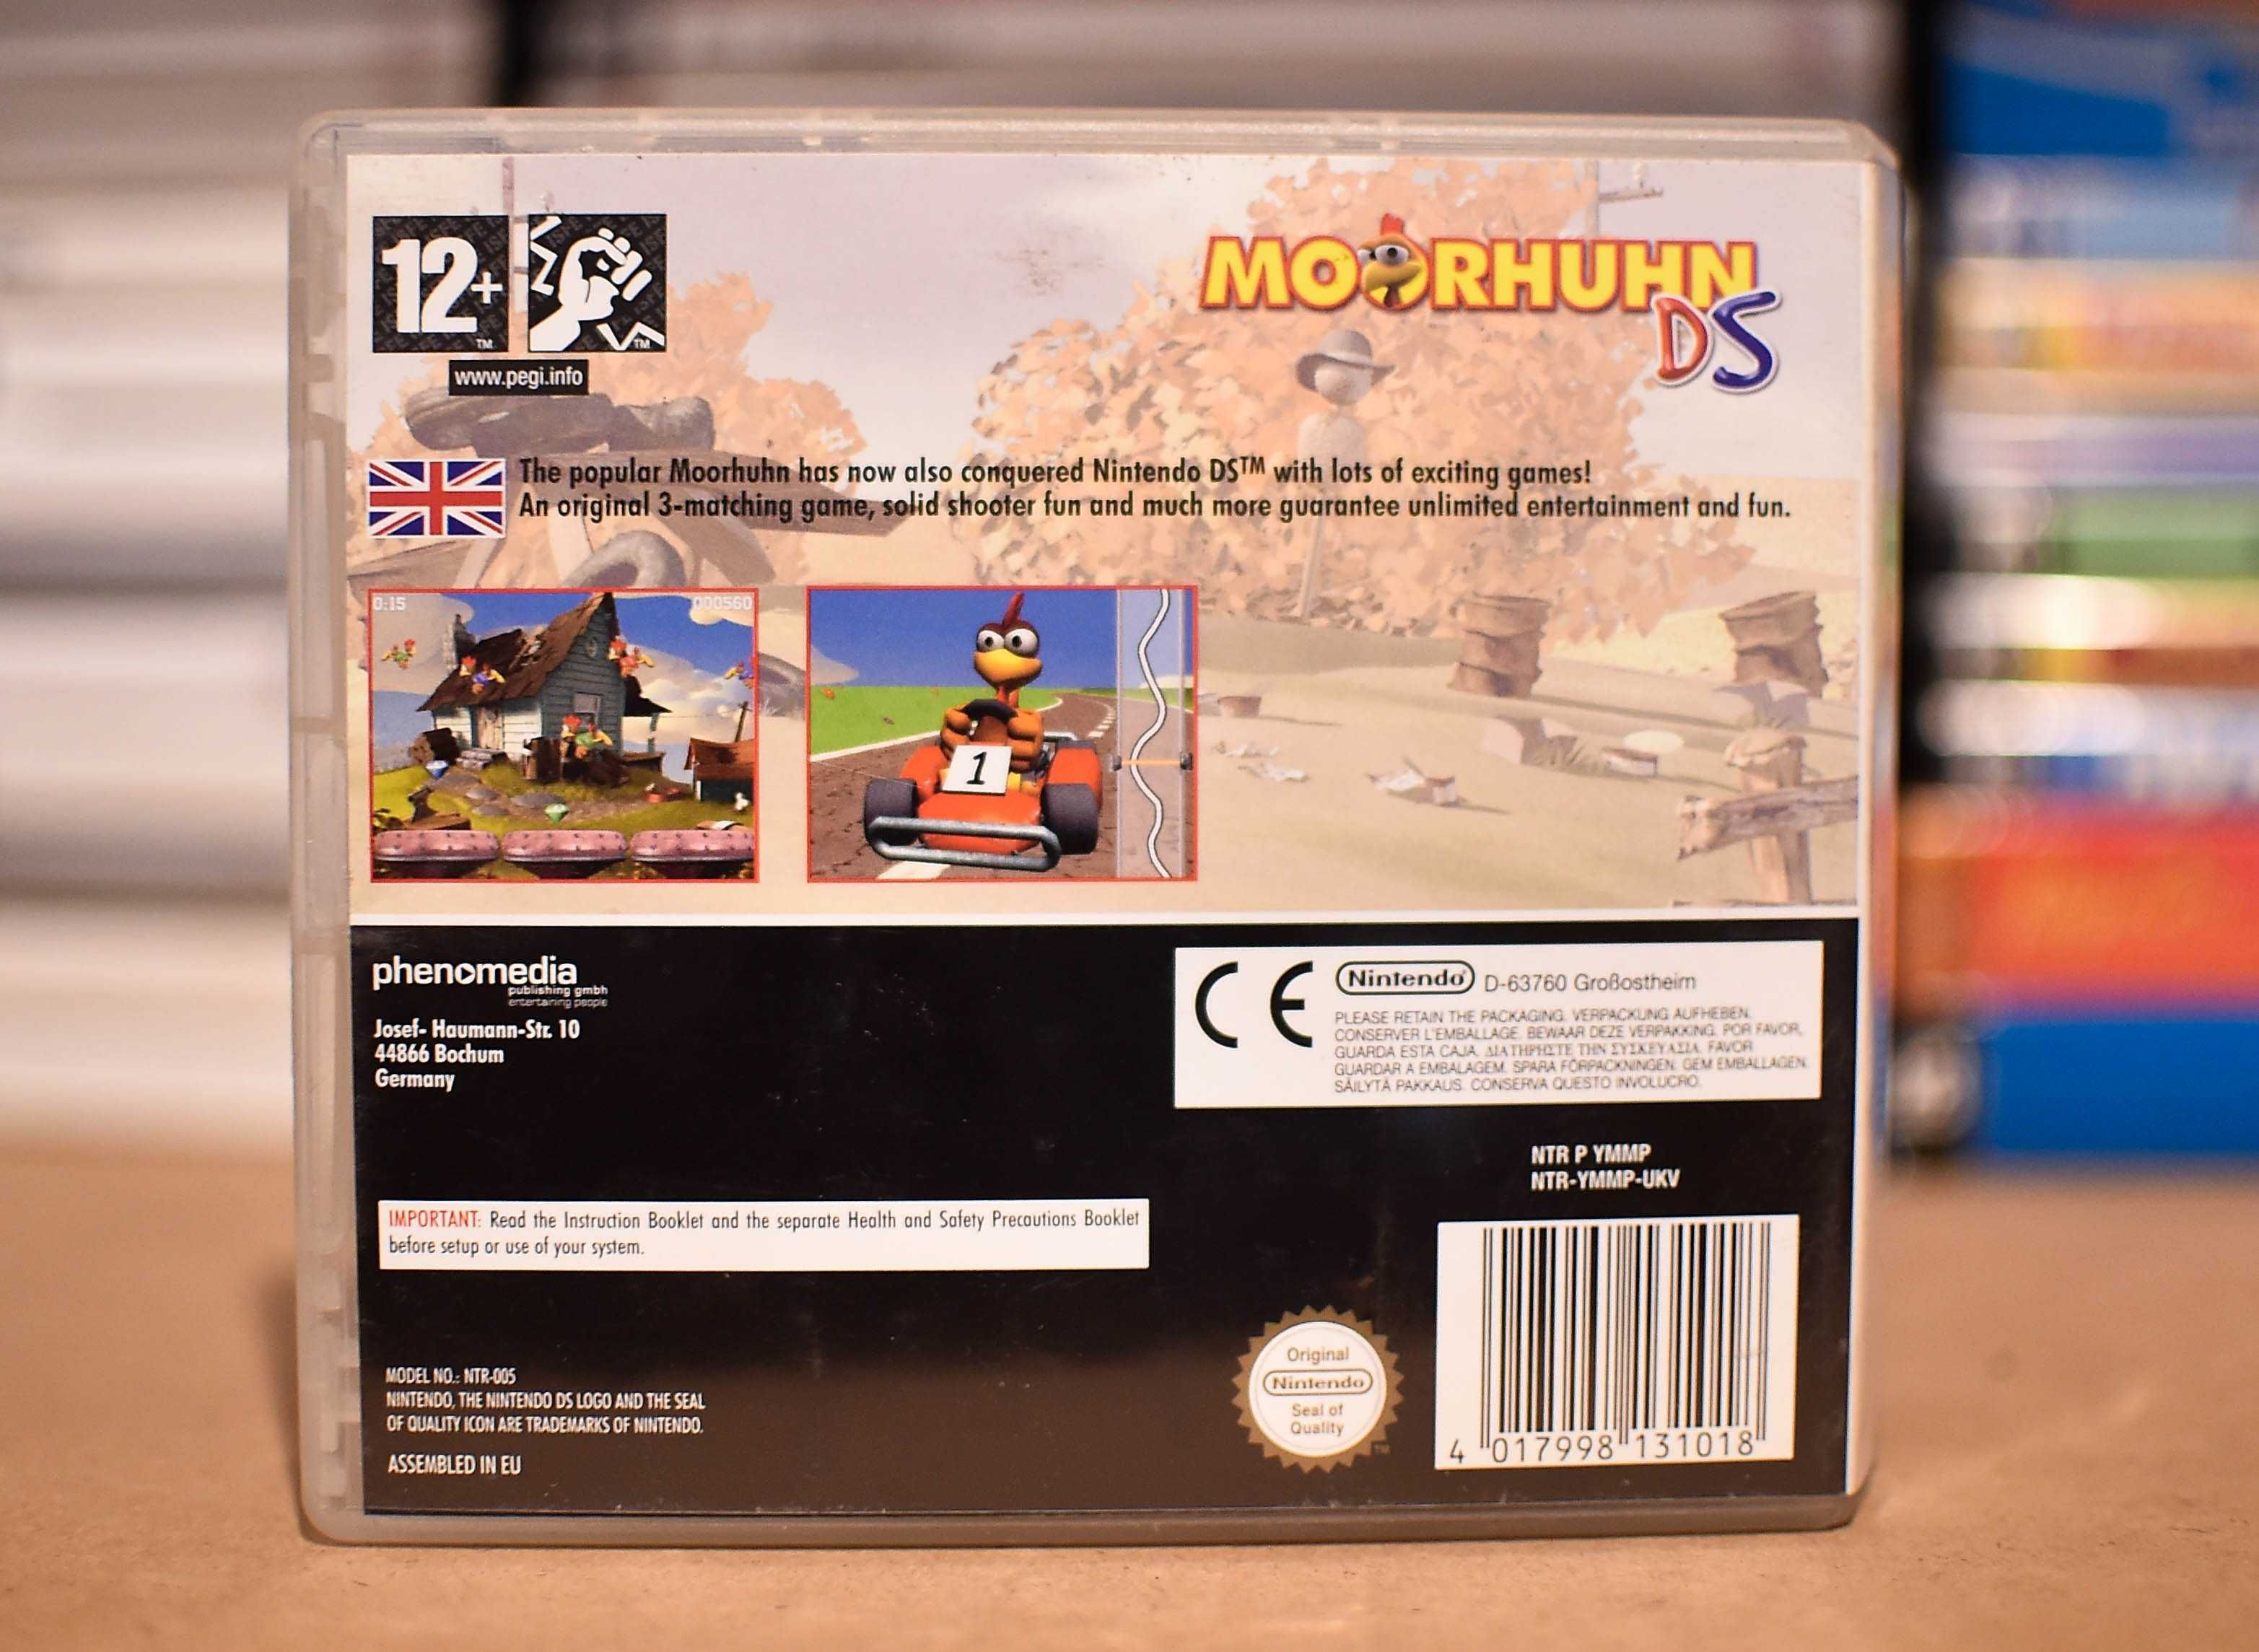 12+
TM
TM
www.pegi.info
MOORHUHN
DS
The popular Moorhuhn has now also conquered Nintendo DS™ with lots of exciting games!
An original 3-matching game, solid shooter fun and much more guarantee unlimited entertainment and fun.
0:15
000560
1
phenomedia
publishing gmbh
entertaining people
Josef- Haumann-Str. 10
44866 Bochum
Germany
CE
Nintendo® D-63760 Großostheim
PLEASE RETAIN THE PACKAGING. VERPACKUNG AUFHEBEN.
CONSERVER L'EMBALLAGE. BEWAAR DEZE VERPAKKING. POR FAVOR,
GUARDA ESTA CAJA. ΔΙΑΤΗΡΗΣΤΕ ΤΗΝ ΣΥΣΚΕΥΑΣΙΑ. FAVOR
GUARDAR A EMBALAGEM. SPARA FÖRPACKNINGEN. GEM EMBALLAGEN.
SÄILYTÄ PAKKAUS. CONSERVA QUESTO INVOLUCRO.
NTR P YMMP
NTR-YMMP-UKV
IMPORTANT: Read the Instruction Booklet and the separate Health and Safety Precautions Booklet
before setup or use of your system.
MODEL NO.: NTR-005
NINTENDO, THE NINTENDO DS LOGO AND THE SEAL
OF QUALITY ICON ARE TRADEMARKS OF NINTENDO.
ASSEMBLED IN EU
Original
Nintendo
Seal of
Quality
TM
4 017998 131018